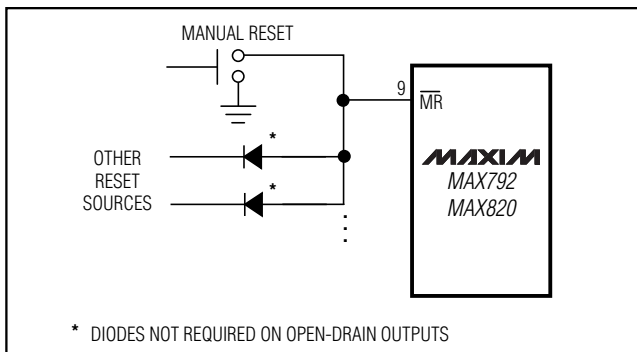 MANUAL RESET
9
MR
*
OTHER
RESET
SOURCES
*
MAXIM
MAX792
MAX820
* DIODES NOT REQUIRED ON OPEN-DRAIN OUTPUTS